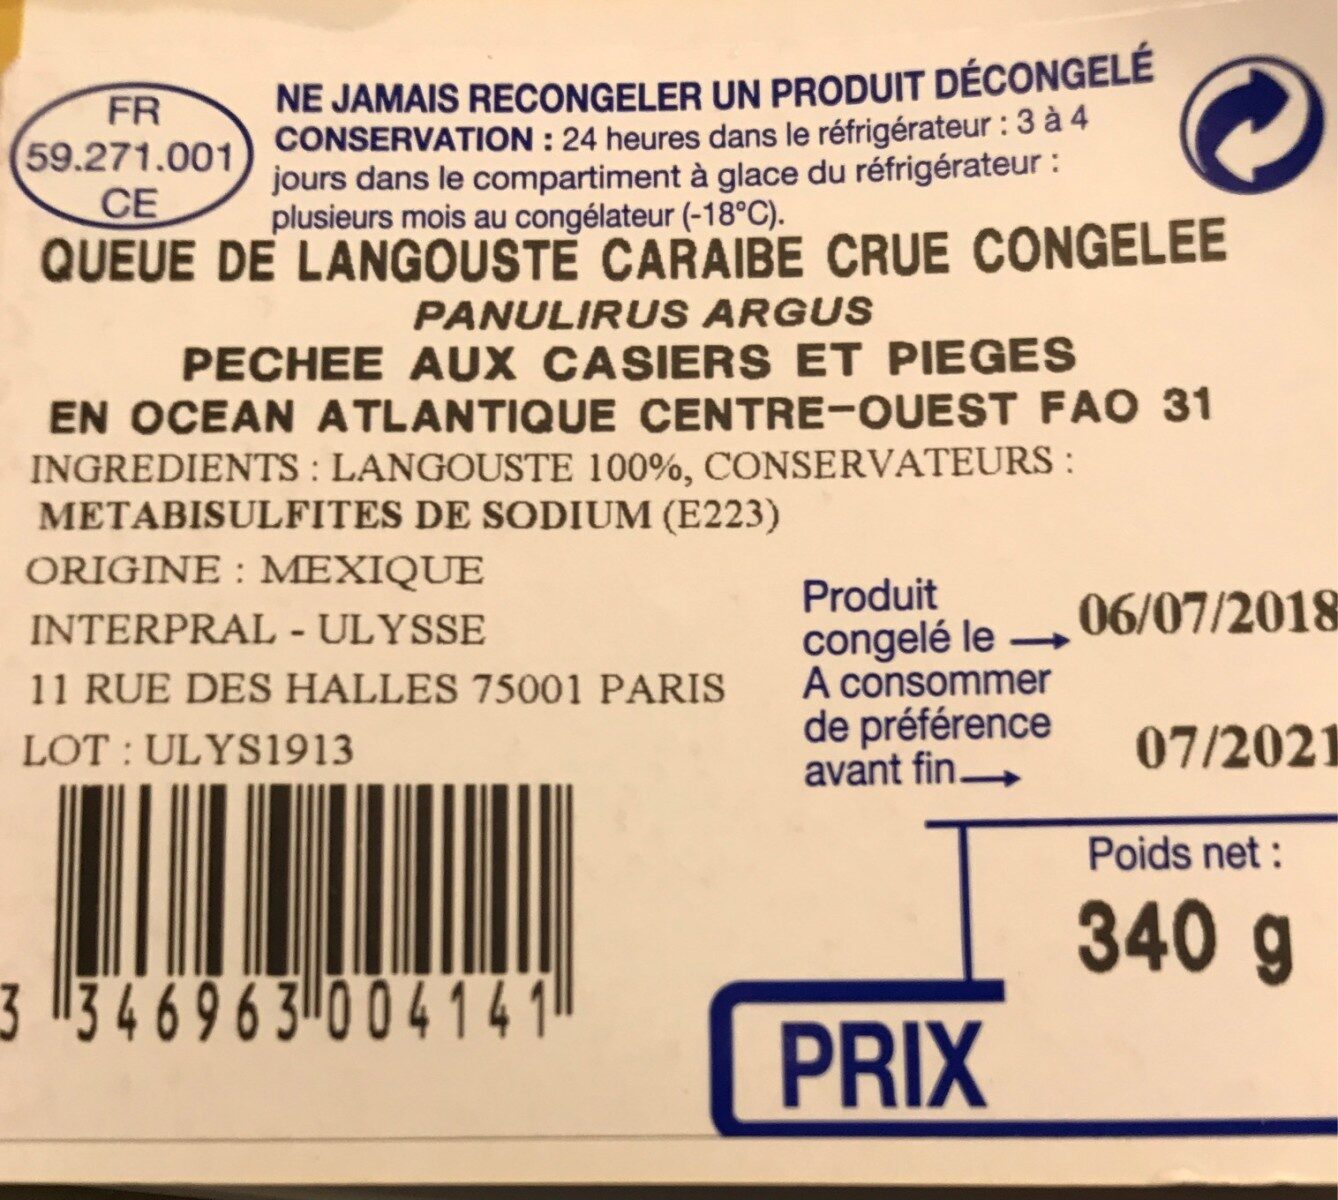 FR
59.271.001
CE
NE JAMAIS RECONGELER UN PRODUIT DÉCONGELÉ
CONSERVATION : 24 heures dans le réfrigérateur : 3 à 4
jours dans le compartiment à glace du réfrigérateur :
plusieurs mois au congélateur (-18°C).
QUEUE DE LANGOUSTE CARAIBE CRUE CONGELEE
PANULIRUS ARGUS
PECHEE AUX CASIERS ET PIEGES
EN OCEAN ATLANTIQUE CENTRE-OUEST FAO 31
INGREDIENTS : LANGOUSTE 100%, CONSERVATEURS :
METABISULFITES DE SODIUM (E223)
ORIGINE : MEXIQUE
INTERPRAL - ULYSSE
11 RUE DES HALLES 75001 PARIS
LOT : ULYS1913
Produit
congelé le 06/07/2018
A consommer
de préférence
avant fin 07/2021
Poids net :
340 g
3 346963 004141
PRIX